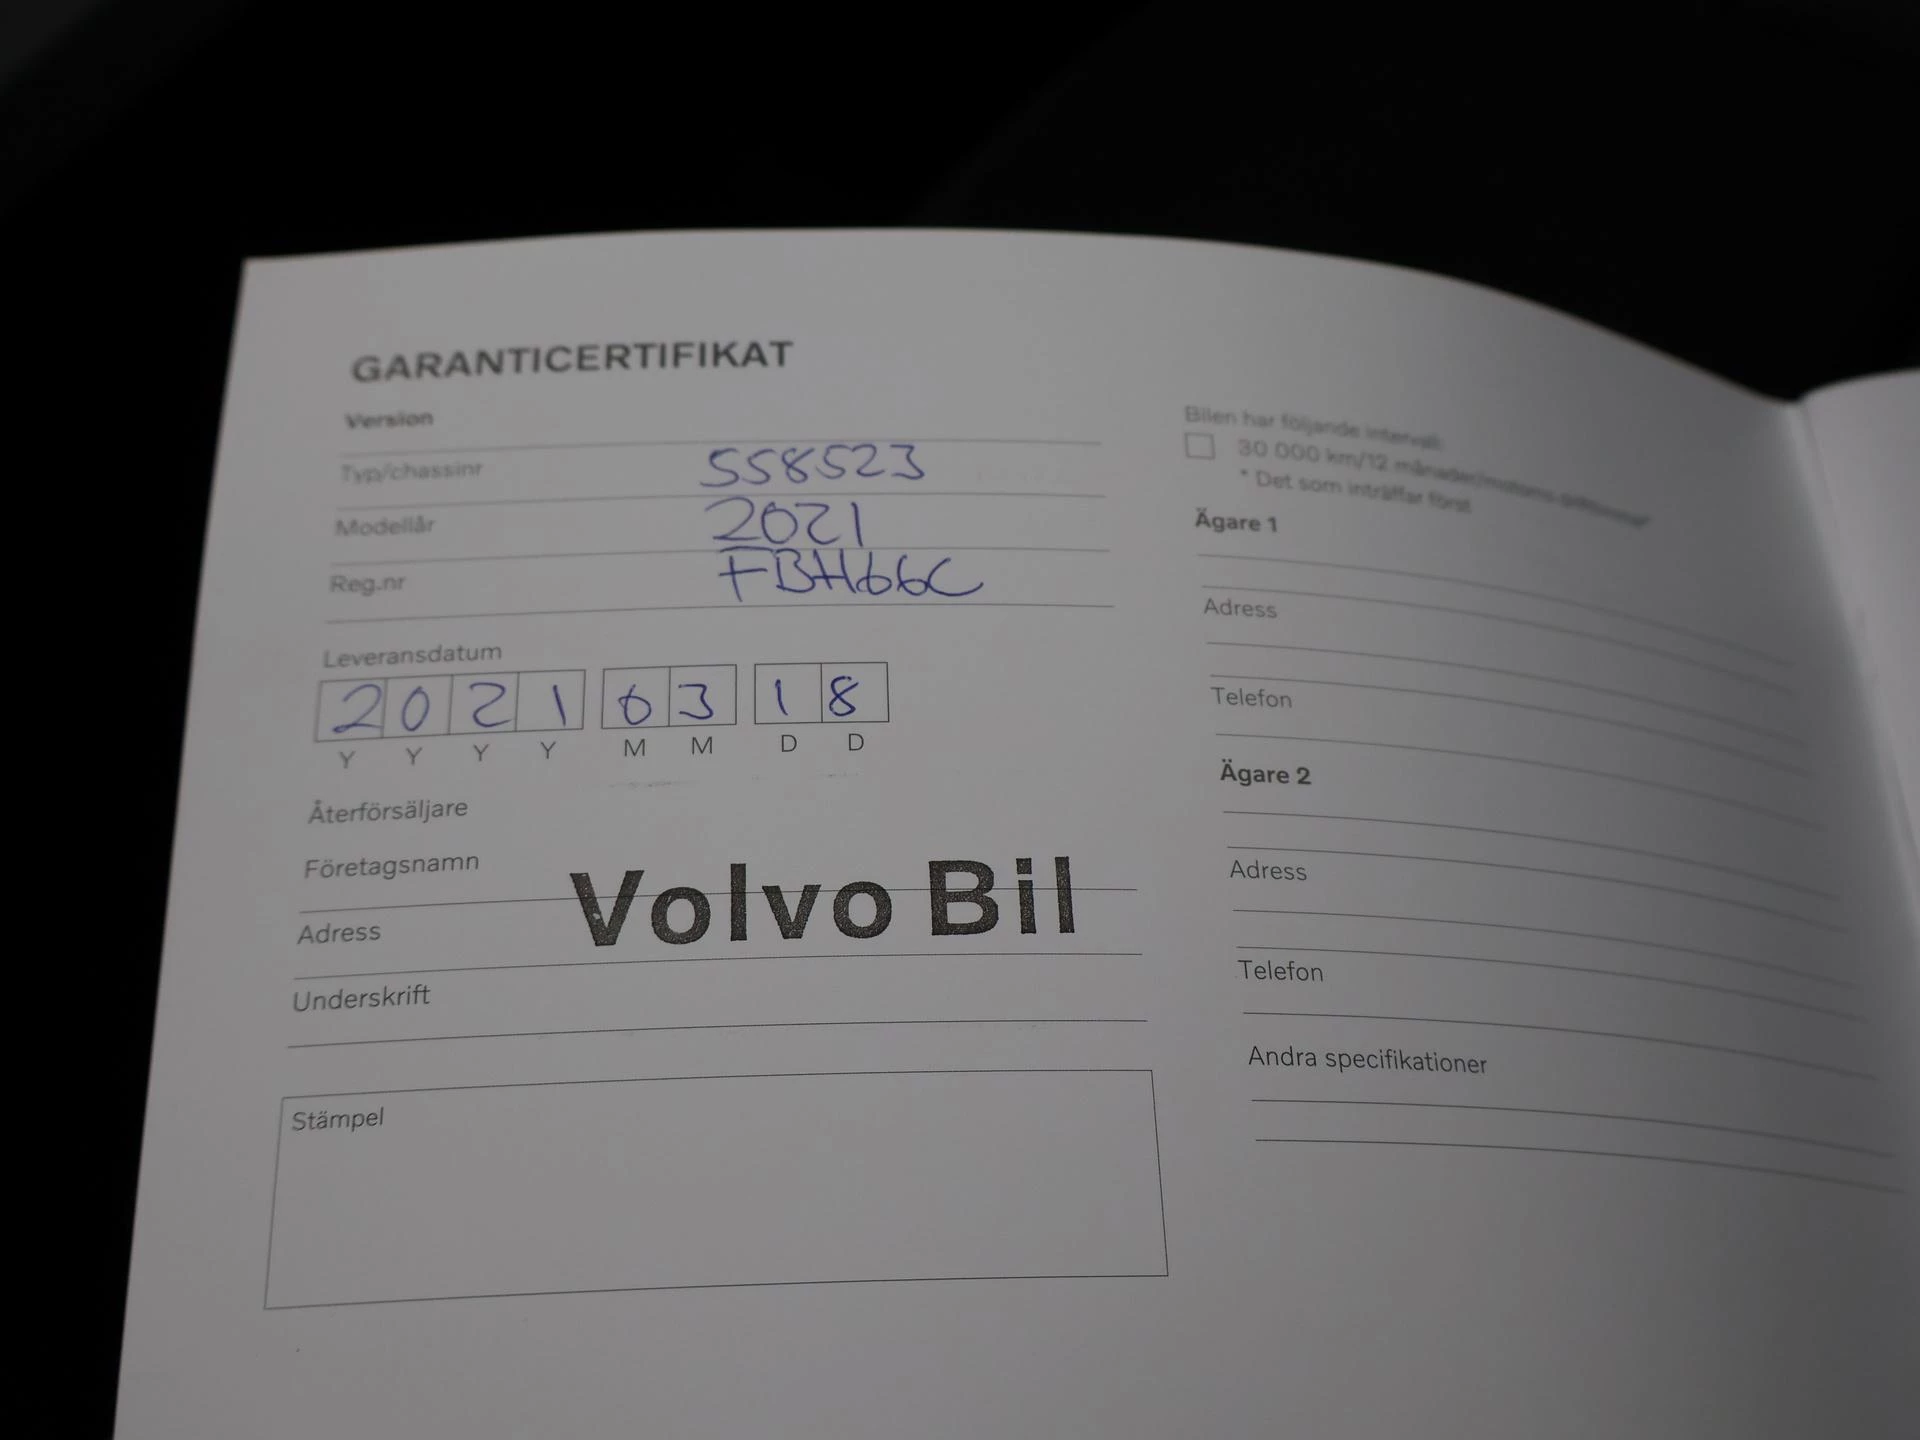 GARANTICERTIFIKAT
Version
Typ/chassinr 558523
Modellår 2021
Reg.nr FBH66C
Leveransdatum
2 0 2 1 0 3 1 8
Y Y Y Y M M D D
Återförsäljare
Företagsnamn
Volvo Bil
Adress
Underskrift
Stämpel
Bilen har följande intervall:
30 000 km/12 månader/motorns
* Det som inträffar först
Ägare 1
Adress
Telefon
Ägare 2
Adress
Telefon
Andra specifikationer